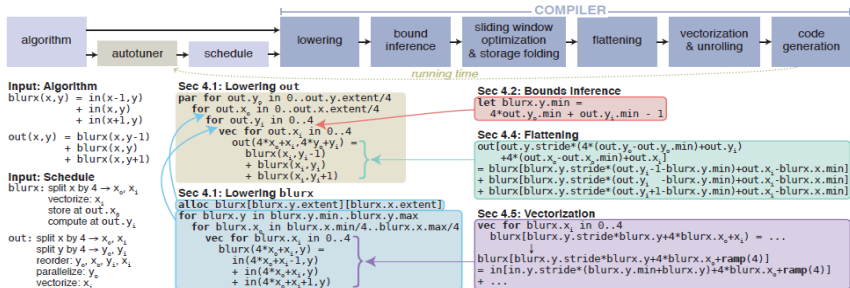 COMPILER
algorithm
autotuner
schedule
lowering
bound
inference
sliding window
optimization
& storage folding
flattening
vectorization
& unrolling
code
generation
running time
Input: Algorithm
blurx(x,y) = in(x-1,y)
+ in(x,y)
+ in(x+1,y)
out(x,y) = blurx(x,y-1)
+ blurx(x,y)
+ blurx(x,y+1)
Input: Schedule
blurx: split x by 4 → xₒ, xᵢ
vectorize: xᵢ
store at out.xₒ
compute at out.yᵢ
out: split x by 4 → xₒ, xᵢ
split y by 4 → yₒ, yᵢ
reorder: yₒ, xₒ, yᵢ, xᵢ
parallelize: yₒ
vectorize: xᵢ
Sec 4.1: Lowering out
par for out.yₒ in 0..out.y.extent/4
for out.xₒ in 0..out.x.extent/4
for out.yᵢ in 0..4
vec for out.xᵢ in 0..4
out(4*xₒ+xᵢ,4*yₒ+yᵢ) =
blurx(xᵢ,yᵢ-1)
+ blurx(xᵢ,yᵢ)
+ blurx(xᵢ,yᵢ+1)
Sec 4.1: Lowering blurx
alloc blurx[blurx.y.extent][blurx.x.extent]
for blurx.y in blurx.y.min..blurx.y.max
for blurx.xₒ in blurx.x.min/4..blurx.x.max/4
vec for blurx.xᵢ in 0..4
blurx(4*xₒ+xᵢ,y) =
in(4*xₒ+xᵢ-1,y)
+ in(4*xₒ+xᵢ,y)
+ in(4*xₒ+xᵢ+1,y)
Sec 4.2: Bounds Inference
let blurx.y.min =
4*out.yₒ.min + out.yᵢ.min - 1
Sec 4.4: Flattening
out[out.y.stride*(4*(out.yₒ-out.yₒ.min)+out.yᵢ)
+4*(out.xₒ-out.xₒ.min)+out.xᵢ]
= blurx[blurx.y.stride*(out.yᵢ-1-blurx.y.min)+out.xᵢ-blurx.x.min]
+ blurx[blurx.y.stride*(out.yᵢ -blurx.y.min)+out.xᵢ-blurx.x.min]
+ blurx[blurx.y.stride*(out.yᵢ+1-blurx.y.min)+out.xᵢ-blurx.x.min]
Sec 4.5: Vectorization
vec for blurx.xᵢ in 0..4
blurx[blurx.y.stride*blurx.y+4*blurx.xₒ+xᵢ) = ...
↓
blurx[blurx.y.stride*blurx.y+4*blurx.xₒ+ramp(4)]
= in[in.y.stride*(blurx.y.min+blurx.y)+4*blurx.xₒ+ramp(4)]
+ ...